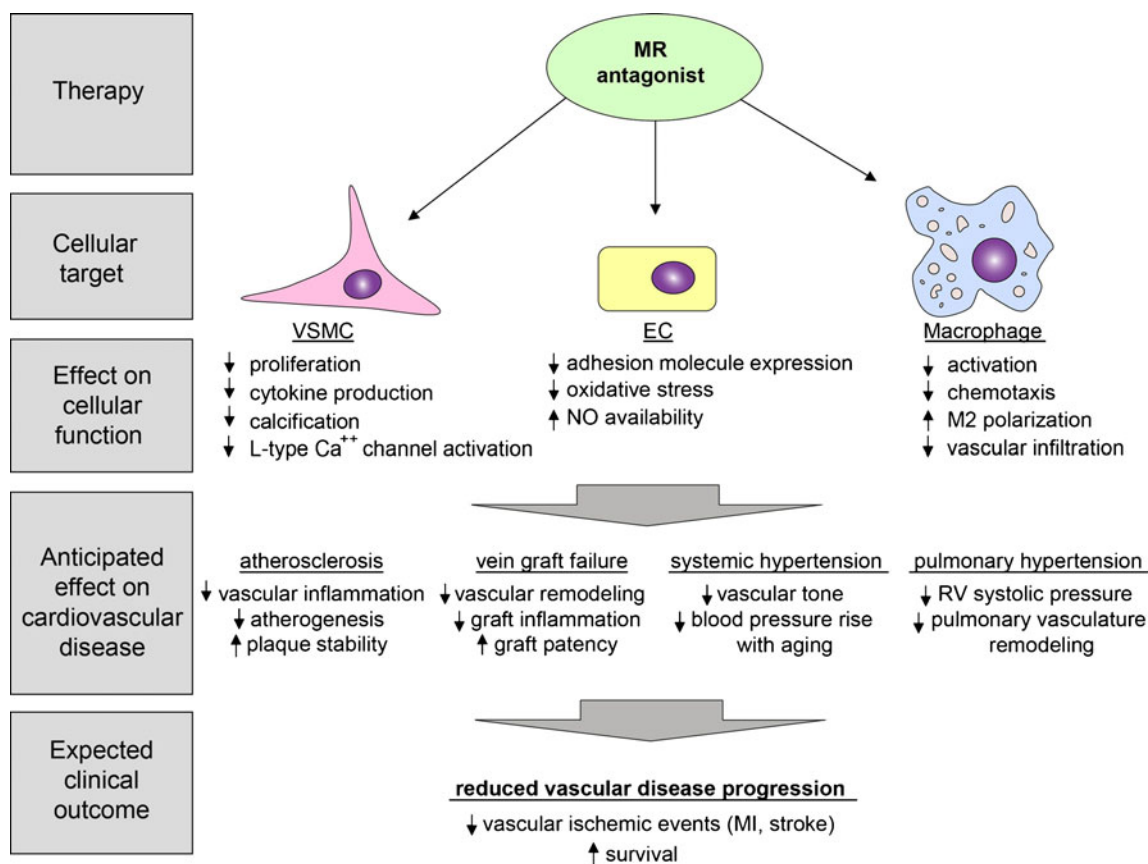 Therapy
MR
antagonist
Cellular
target
VSMC
EC
Macrophage
Effect on
cellular
function
↓ proliferation
↓ cytokine production
↓ calcification
↓ L-type Ca⁺⁺ channel activation
↓ adhesion molecule expression
↓ oxidative stress
↑ NO availability
↓ activation
↓ chemotaxis
↑ M2 polarization
↓ vascular infiltration
Anticipated
effect on
cardiovascular
disease
atherosclerosis
↓ vascular inflammation
↓ atherogenesis
↑ plaque stability
vein graft failure
↓ vascular remodeling
↓ graft inflammation
↑ graft patency
systemic hypertension
↓ vascular tone
↓ blood pressure rise
with aging
pulmonary hypertension
↓ RV systolic pressure
↓ pulmonary vasculature
remodeling
Expected
clinical
outcome
reduced vascular disease progression
↓ vascular ischemic events (MI, stroke)
↑ survival